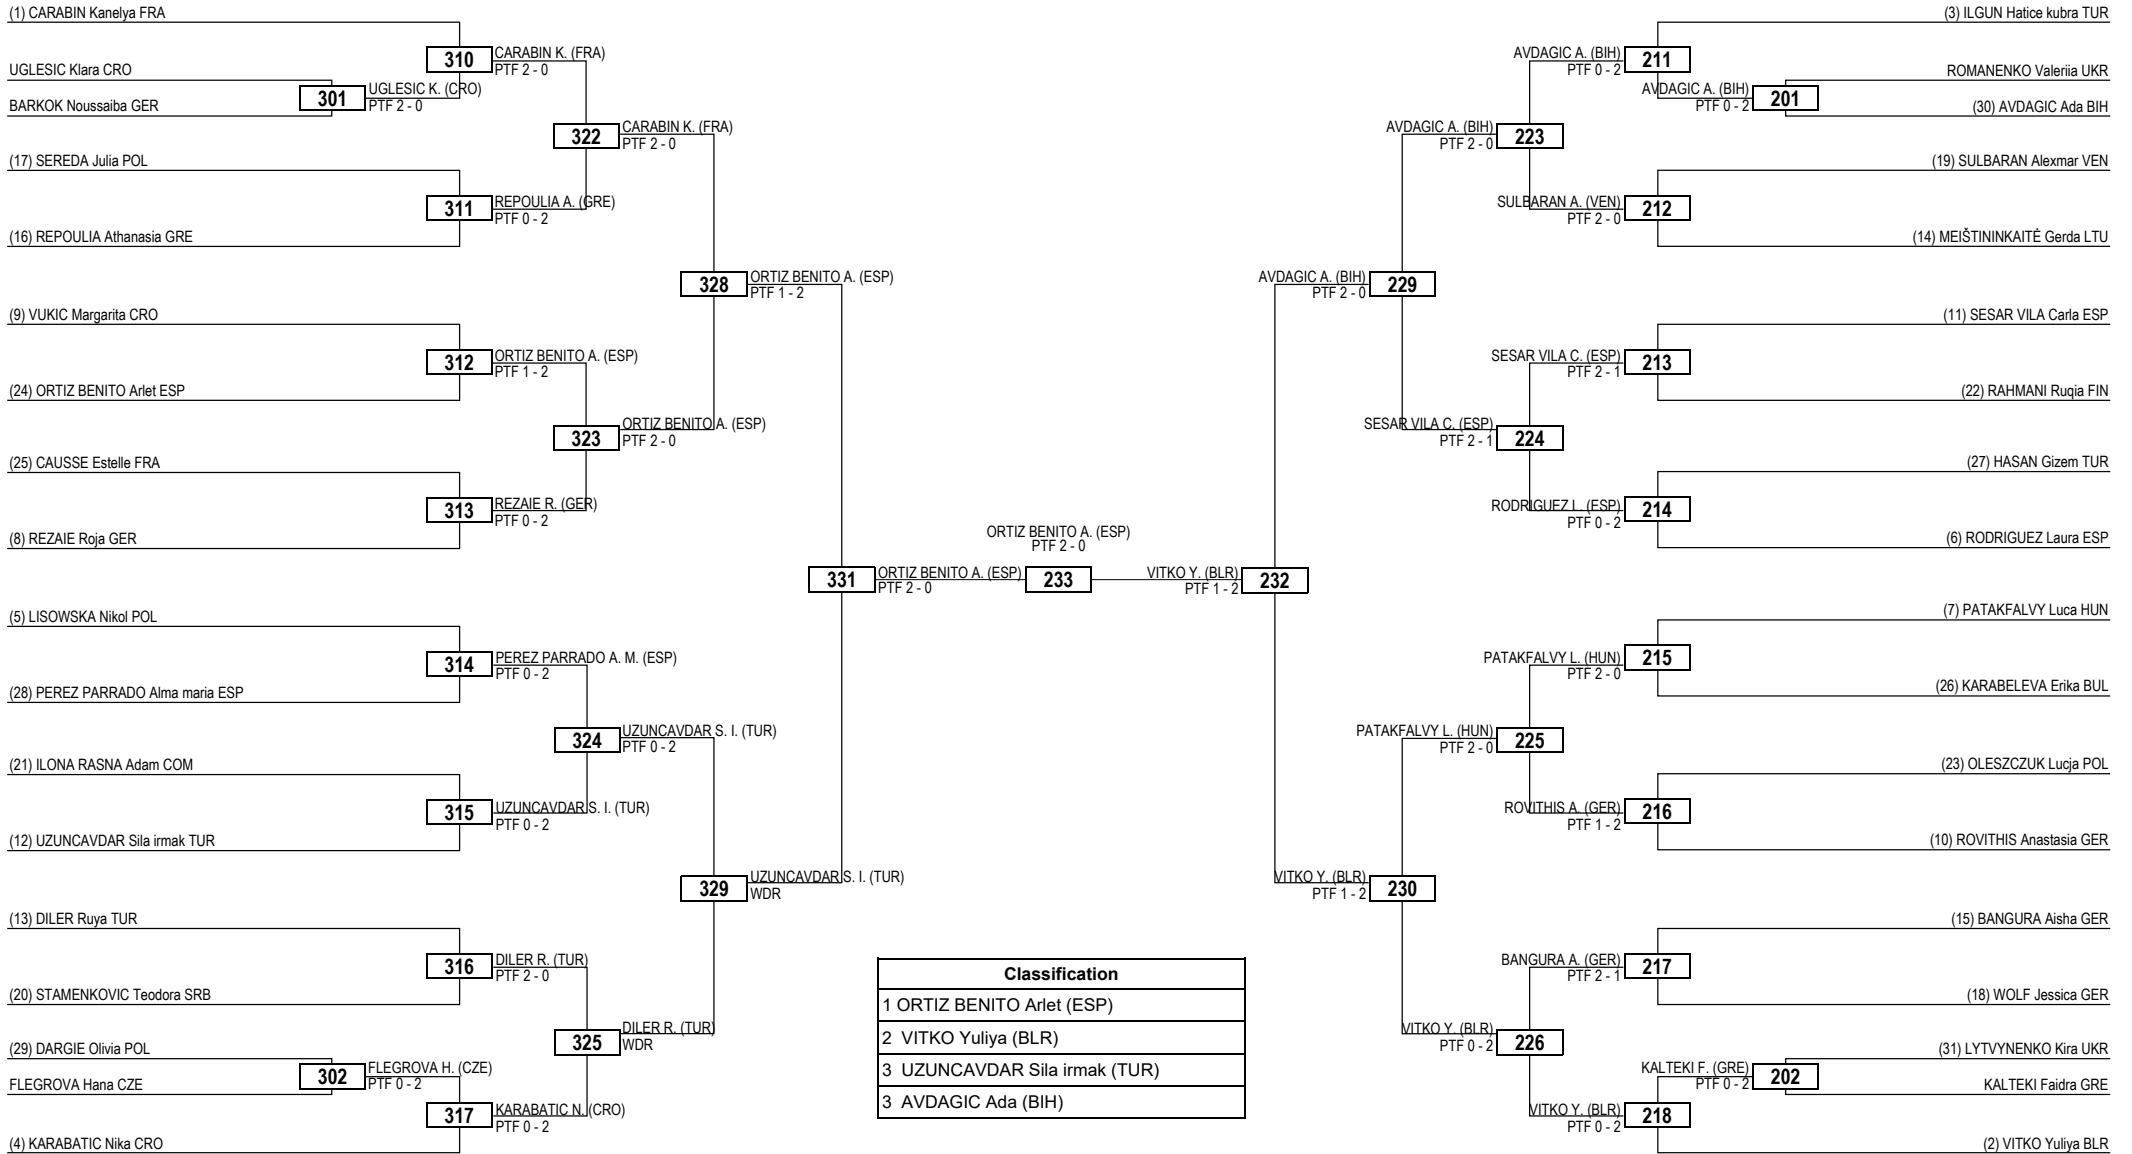 (1) CARABIN Kanelya FRA
310
CARABIN K. (FRA)
PTF 2 - 0
UGLESIC Klara CRO
301
UGLESIC K. (CRO)
PTF 2 - 0
BARKOK Noussaiba GER
322
CARABIN K. (FRA)
PTF 2 - 0
(17) SEREDA Julia POL
311
REPOULIA A. (GRE)
PTF 0 - 2
(16) REPOULIA Athanasia GRE
328
ORTIZ BENITO A. (ESP)
PTF 1 - 2
(9) VUKIC Margarita CRO
312
ORTIZ BENITO A. (ESP)
PTF 1 - 2
(24) ORTIZ BENITO Arlet ESP
323
ORTIZ BENITO A. (ESP)
PTF 2 - 0
(25) CAUSSE Estelle FRA
313
REZAIE R. (GER)
PTF 0 - 2
(8) REZAIE Roja GER
331
ORTIZ BENITO A. (ESP)
PTF 2 - 0
(5) LISOWSKA Nikol POL
314
PEREZ PARRADO A. M. (ESP)
PTF 0 - 2
(28) PEREZ PARRADO Alma maria ESP
324
UZUNCAVDAR S. I. (TUR)
PTF 0 - 2
(21) ILONA RASNA Adam COM
315
UZUNCAVDAR S. I. (TUR)
PTF 0 - 2
(12) UZUNCAVDAR Sila irmak TUR
329
UZUNCAVDAR S. I. (TUR)
WDR
(13) DILER Ruya TUR
316
DILER R. (TUR)
PTF 2 - 0
(20) STAMENKOVIC Teodora SRB
325
DILER R. (TUR)
WDR
(29) DARGIE Olivia POL
302
FLEGROVA H. (CZE)
PTF 0 - 2
FLEGROVA Hana CZE
317
KARABATIC N. (CRO)
PTF 0 - 2
(4) KARABATIC Nika CRO
ORTIZ BENITO A. (ESP)
PTF 2 - 0
233
(3) ILGUN Hatice kubra TUR
AVDAGIC A. (BIH)
PTF 0 - 2
211
ROMANENKO Valeriia UKR
AVDAGIC A. (BIH)
PTF 0 - 2
201
(30) AVDAGIC Ada BIH
AVDAGIC A. (BIH)
PTF 2 - 0
223
(19) SULBARAN Alexmar VEN
SULBARAN A. (VEN)
PTF 2 - 0
212
(14) MEIŠTININKAITĖ Gerda LTU
AVDAGIC A. (BIH)
PTF 2 - 0
229
(11) SESAR VILA Carla ESP
SESAR VILA C. (ESP)
PTF 2 - 1
213
(22) RAHMANI Ruqia FIN
SESAR VILA C. (ESP)
PTF 2 - 1
224
(27) HASAN Gizem TUR
RODRIGUEZ L. (ESP)
PTF 0 - 2
214
(6) RODRIGUEZ Laura ESP
VITKO Y. (BLR)
PTF 1 - 2
232
(7) PATAKFALVY Luca HUN
PATAKFALVY L. (HUN)
PTF 2 - 0
215
(26) KARABELEVA Erika BUL
PATAKFALVY L. (HUN)
PTF 2 - 0
225
(23) OLESZCZUK Lucja POL
ROVITHIS A. (GER)
PTF 1 - 2
216
(10) ROVITHIS Anastasia GER
VITKO Y. (BLR)
PTF 1 - 2
230
(15) BANGURA Aisha GER
BANGURA A. (GER)
PTF 2 - 1
217
(18) WOLF Jessica GER
VITKO Y. (BLR)
PTF 0 - 2
226
(31) LYTVYNENKO Kira UKR
KALTEKI F. (GRE)
PTF 0 - 2
202
KALTEKI Faidra GRE
VITKO Y. (BLR)
PTF 0 - 2
218
(2) VITKO Yuliya BLR
Classification
1 ORTIZ BENITO Arlet (ESP)
2 VITKO Yuliya (BLR)
3 UZUNCAVDAR Sila irmak (TUR)
3 AVDAGIC Ada (BIH)